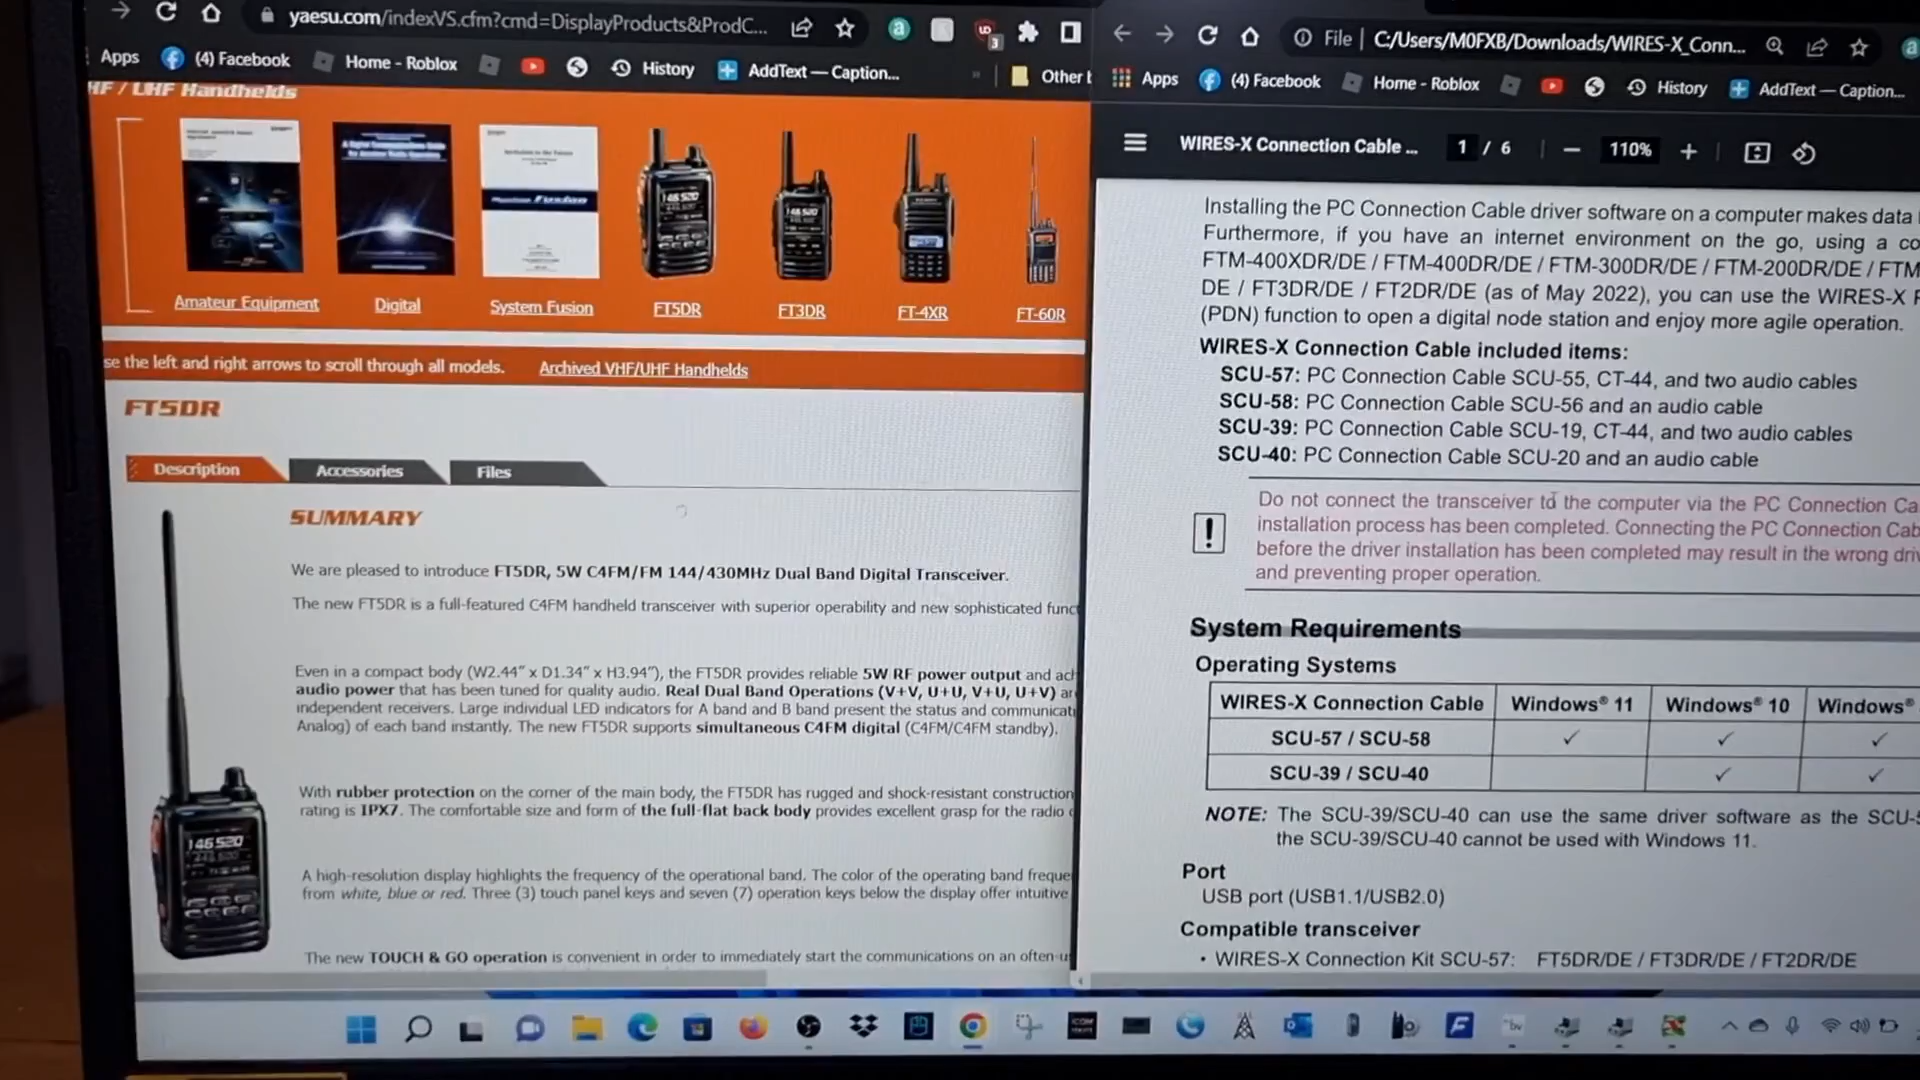 yaesu.com/indexVS.cfm?cmd=DisplayProducts&ProdC...
Apps
(4) Facebook
Home - Roblox
History
AddText — Caption...
Other
HF / UHF Handhelds
Amateur Equipment
Digital
System Fusion
FT5DR
FT3DR
FT-4XR
FT-60R
se the left and right arrows to scroll through all models.
Archived VHF/UHF Handhelds
FT5DR
Description
Accessories
Files
SUMMARY
We are pleased to introduce FT5DR, 5W C4FM/FM 144/430MHz Dual Band Digital Transceiver.
The new FT5DR is a full-featured C4FM handheld transceiver with superior operability and new sophisticated func
Even in a compact body (W2.44" x D1.34" x H3.94"), the FT5DR provides reliable 5W RF power output and ach
audio power that has been tuned for quality audio. Real Dual Band Operations (V+V, U+U, V+U, U+V) ar
independent receivers. Large individual LED indicators for A band and B band present the status and communicati
Analog) of each band instantly. The new FT5DR supports simultaneous C4FM digital (C4FM/C4FM standby).
With rubber protection on the corner of the main body, the FT5DR has rugged and shock-resistant construction
rating is IPX7. The comfortable size and form of the full-flat back body provides excellent grasp for the radio
A high-resolution display highlights the frequency of the operational band. The color of the operating band freque
from white, blue or red. Three (3) touch panel keys and seven (7) operation keys below the display offer intuitive
The new TOUCH & GO operation is convenient in order to immediately start the communications on an often-u
146.520
File
C:/Users/M0FXB/Downloads/WIRES-X_Conn...
Apps
(4) Facebook
Home - Roblox
History
AddText — Caption...
WIRES-X Connection Cable ...
1 / 6
110%
Installing the PC Connection Cable driver software on a computer makes data
Furthermore, if you have an internet environment on the go, using a co
FTM-400XDR/DE / FTM-400DR/DE / FTM-300DR/DE / FTM-200DR/DE / FTM
DE / FT3DR/DE / FT2DR/DE (as of May 2022), you can use the WIRES-X P
(PDN) function to open a digital node station and enjoy more agile operation.
WIRES-X Connection Cable included items:
SCU-57: PC Connection Cable SCU-55, CT-44, and two audio cables
SCU-58: PC Connection Cable SCU-56 and an audio cable
SCU-39: PC Connection Cable SCU-19, CT-44, and two audio cables
SCU-40: PC Connection Cable SCU-20 and an audio cable
Do not connect the transceiver to the computer via the PC Connection Ca
installation process has been completed. Connecting the PC Connection Cab
before the driver installation has been completed may result in the wrong driv
and preventing proper operation.
System Requirements
Operating Systems
WIRES-X Connection Cable Windows® 11 Windows® 10 Windows®
SCU-57 / SCU-58 ✓ ✓ ✓
SCU-39 / SCU-40 ✓ ✓
NOTE: The SCU-39/SCU-40 can use the same driver software as the SCU-5
the SCU-39/SCU-40 cannot be used with Windows 11.
Port
USB port (USB1.1/USB2.0)
Compatible transceiver
• WIRES-X Connection Kit SCU-57: FT5DR/DE / FT3DR/DE / FT2DR/DE